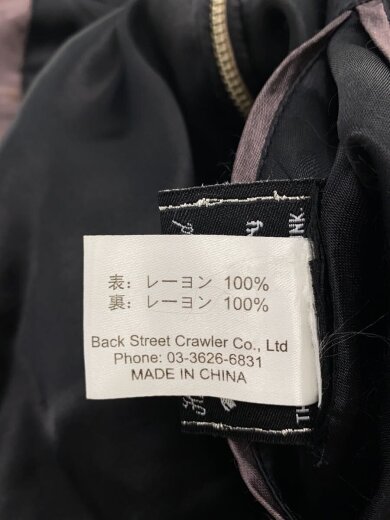 表: レーヨン 100%
裏: レーヨン 100%
Back Street Crawler Co., Ltd
Phone: 03-3626-6831
MADE IN CHINA